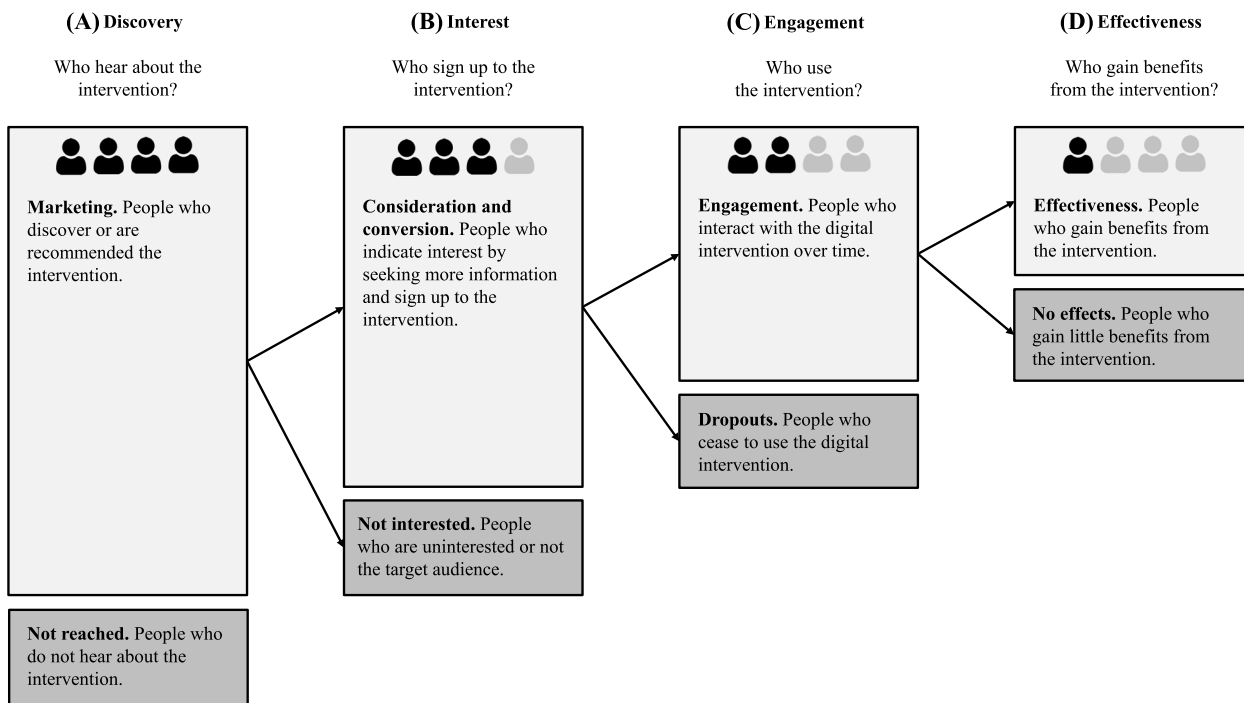 (A) Discovery
Who hear about the
intervention?
Marketing. People who
discover or are
recommended the
intervention.
Not reached. People who
do not hear about the
intervention.
(B) Interest
Who sign up to the
intervention?
Consideration and
conversion. People who
indicate interest by
seeking more information
and sign up to the
intervention.
Not interested. People
who are uninterested or not
the target audience.
(C) Engagement
Who use
the intervention?
Engagement. People who
interact with the digital
intervention over time.
Dropouts. People who
cease to use the digital
intervention.
(D) Effectiveness
Who gain benefits
from the intervention?
Effectiveness. People
who gain benefits from
the intervention.
No effects. People who
gain little benefits from
the intervention.